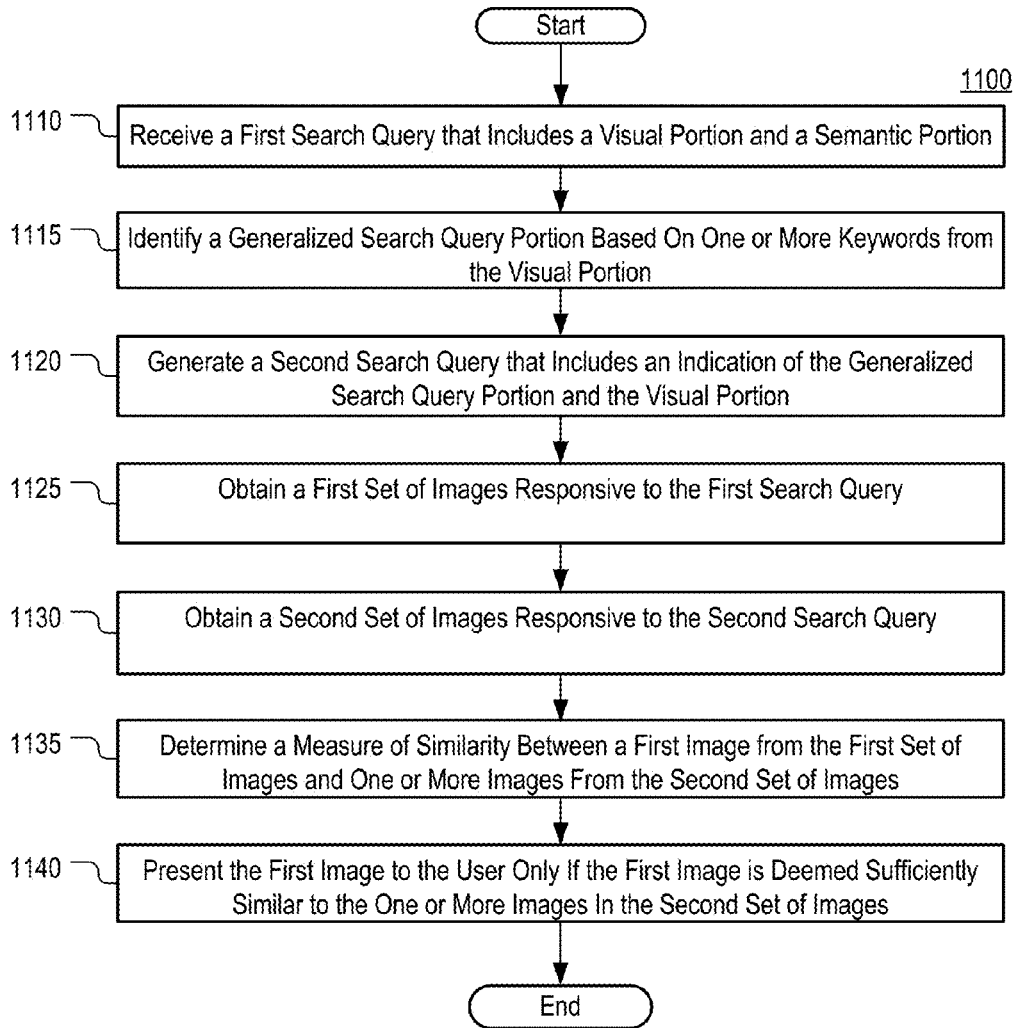 Start
1100
1110
Receive a First Search Query that Includes a Visual Portion and a Semantic Portion
1115
Identify a Generalized Search Query Portion Based On One or More Keywords from
the Visual Portion
1120
Generate a Second Search Query that Includes an Indication of the Generalized
Search Query Portion and the Visual Portion
1125
Obtain a First Set of Images Responsive to the First Search Query
1130
Obtain a Second Set of Images Responsive to the Second Search Query
1135
Determine a Measure of Similarity Between a First Image from the First Set of
Images and One or More Images From the Second Set of Images
1140
Present the First Image to the User Only If the First Image is Deemed Sufficiently
Similar to the One or More Images In the Second Set of Images
End